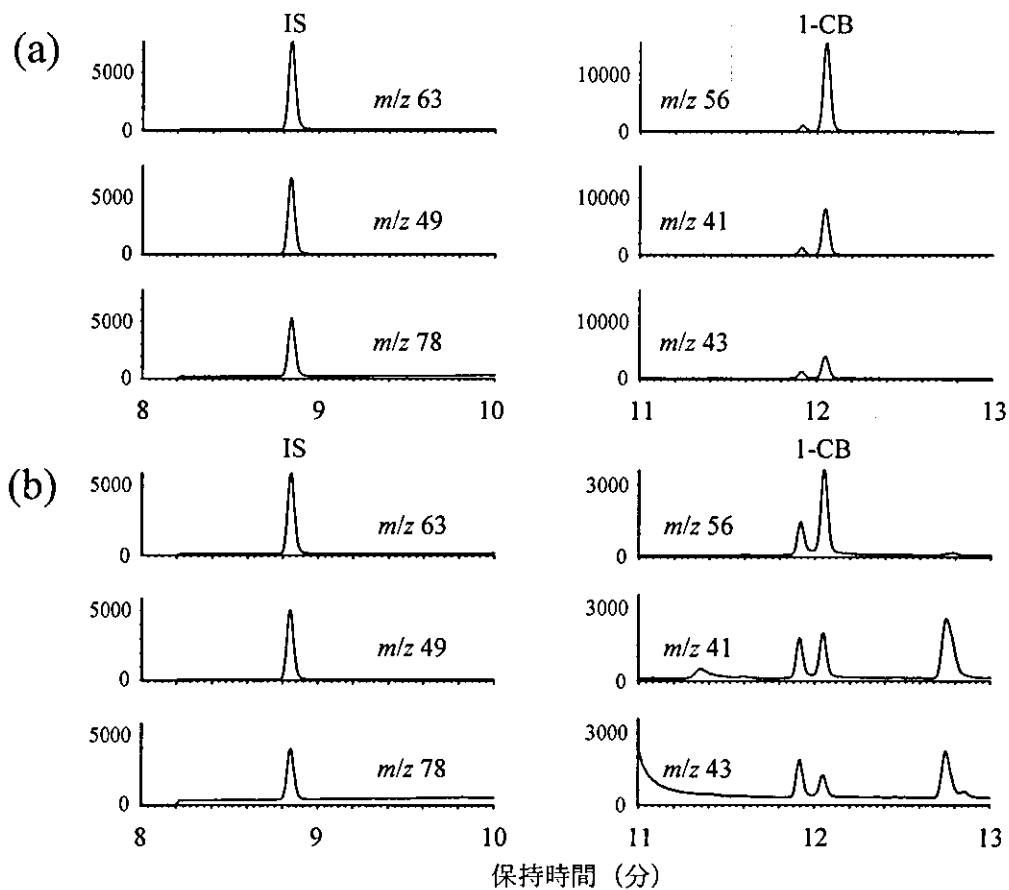 (a)
IS
5000
0
m/z 63
5000
0
m/z 49
5000
0
m/z 78
8 9 10
1-CB
10000
0
m/z 56
10000
0
m/z 41
10000
0
m/z 43
11 12 13
(b)
IS
5000
0
m/z 63
5000
0
m/z 49
5000
0
m/z 78
8 9 10
1-CB
3000
0
m/z 56
3000
0
m/z 41
3000
0
m/z 43
11 12 13
保持時間（分）